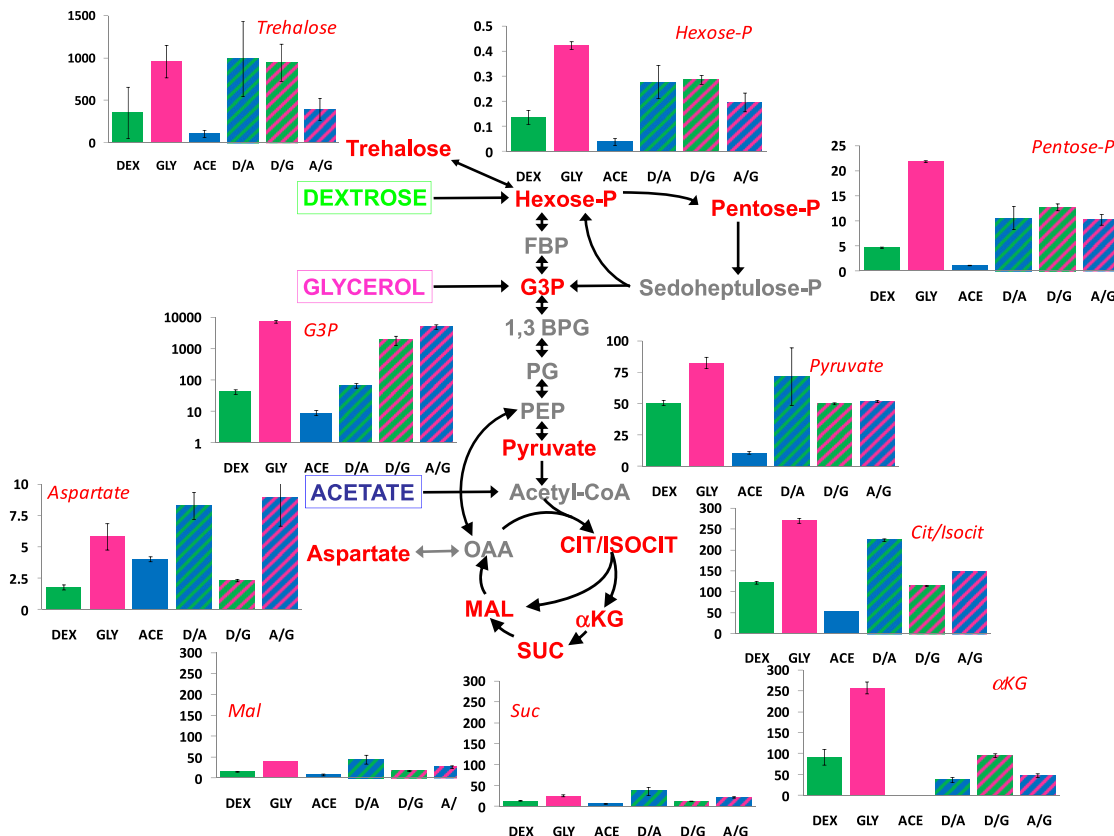 Trehalose
1500
1000
500
0
DEX GLY ACE D/A D/G A/G
Hexose-P
0.5
0.4
0.3
0.2
0.1
0
DEX GLY ACE D/A D/G A/G
Pentose-P
25
20
15
10
5
0
DEX GLY ACE D/A D/G A/G
Trehalose
DEXTROSE
Hexose-P
Pentose-P
FBP
GLYCEROL
G3P
Sedoheptulose-P
1,3 BPG
PG
PEP
Pyruvate
ACETATE
Acetyl-CoA
Aspartate
OAA
CIT/ISOCIT
MAL
αKG
SUC
G3P
10000
1000
100
10
1
DEX GLY ACE D/A D/G A/G
Pyruvate
100
75
50
25
0
DEX GLY ACE D/A D/G A/G
Aspartate
10
7.5
5
2.5
0
DEX GLY ACE D/A D/G A/G
Cit/Isocit
300
250
200
150
100
50
0
DEX GLY ACE D/A D/G A/G
Mal
300
250
200
150
100
50
0
DEX GLY ACE D/A D/G A/
Suc
300
250
200
150
100
50
0
DEX GLY ACE D/A D/G A/G
αKG
300
250
200
150
100
50
0
DEX GLY ACE D/A D/G A/G